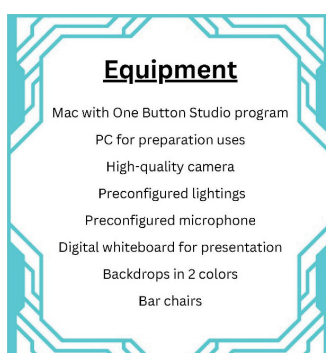 Equipment
Mac with One Button Studio program
PC for preparation uses
High-quality camera
Preconfigured lightings
Preconfigured microphone
Digital whiteboard for presentation
Backdrops in 2 colors
Bar chairs